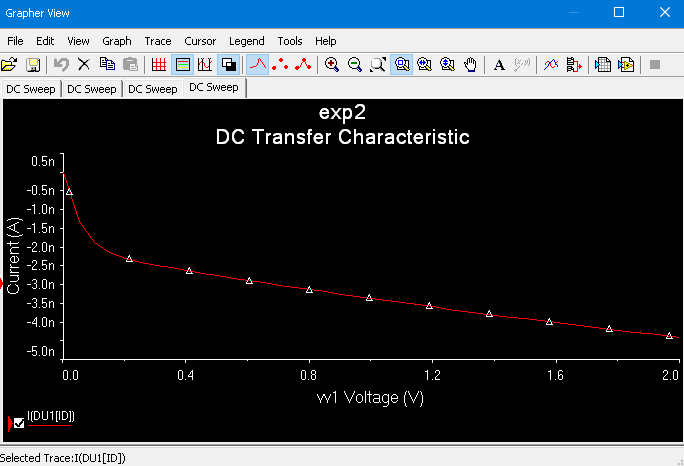 Grapher View
File Edit View Graph Trace Cursor Legend Tools Help
A
DC Sweep DC Sweep DC Sweep DC Sweep
exp2
DC Transfer Characteristic
Current (A)
0.5n
-0.5n
-1.0n
-1.5n
-2.0n
-2.5n
-3.0n
-3.5n
-4.0n
-5.0n
0.0 0.4 0.8 1.2 1.6 2.0
vv1 Voltage (V)
I(DU1[ID])
Selected Trace:I(DU1[ID])